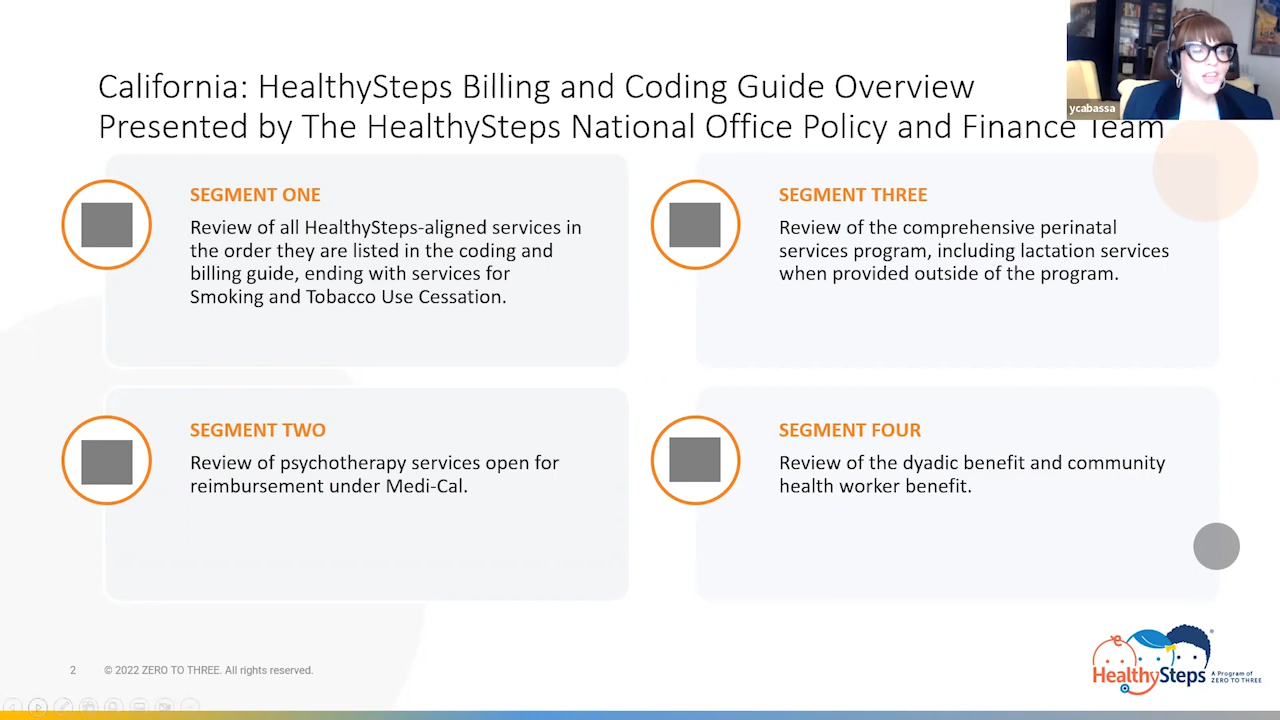 California: HealthySteps Billing and Coding Guide Overview
Presented by The HealthySteps National Office Policy and Finance Team
ycabassa
SEGMENT ONE
Review of all HealthySteps-aligned services in
the order they are listed in the coding and
billing guide, ending with services for
Smoking and Tobacco Use Cessation.
SEGMENT TWO
Review of psychotherapy services open for
reimbursement under Medi-Cal.
SEGMENT THREE
Review of the comprehensive perinatal
services program, including lactation services
when provided outside of the program.
SEGMENT FOUR
Review of the dyadic benefit and community
health worker benefit.
2
© 2022 ZERO TO THREE. All rights reserved.
HealthySteps
A Program of
ZERO TO THREE